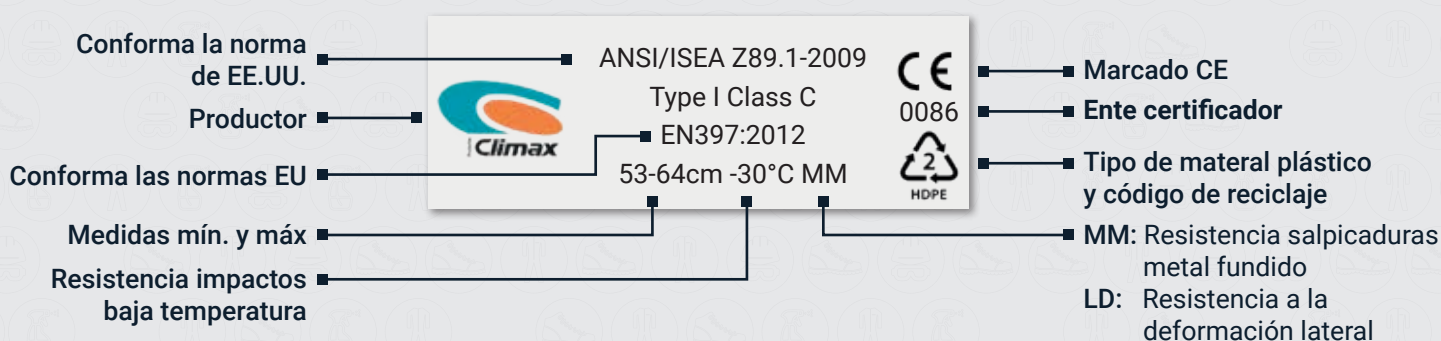 Conforma la norma
de EE.UU.
Productor
Conforma las normas EU
Medidas mín. y máx
Resistencia impactos
baja temperatura
Climax
ANSI/ISEA Z89.1-2009
Type I Class C
EN397:2012
53-64cm -30°C MM
CE
0086
2
HDPE
Marcado CE
Ente certificador
Tipo de materal plástico
y código de reciclaje
MM: Resistencia salpicaduras
metal fundido
LD: Resistencia a la
deformación lateral